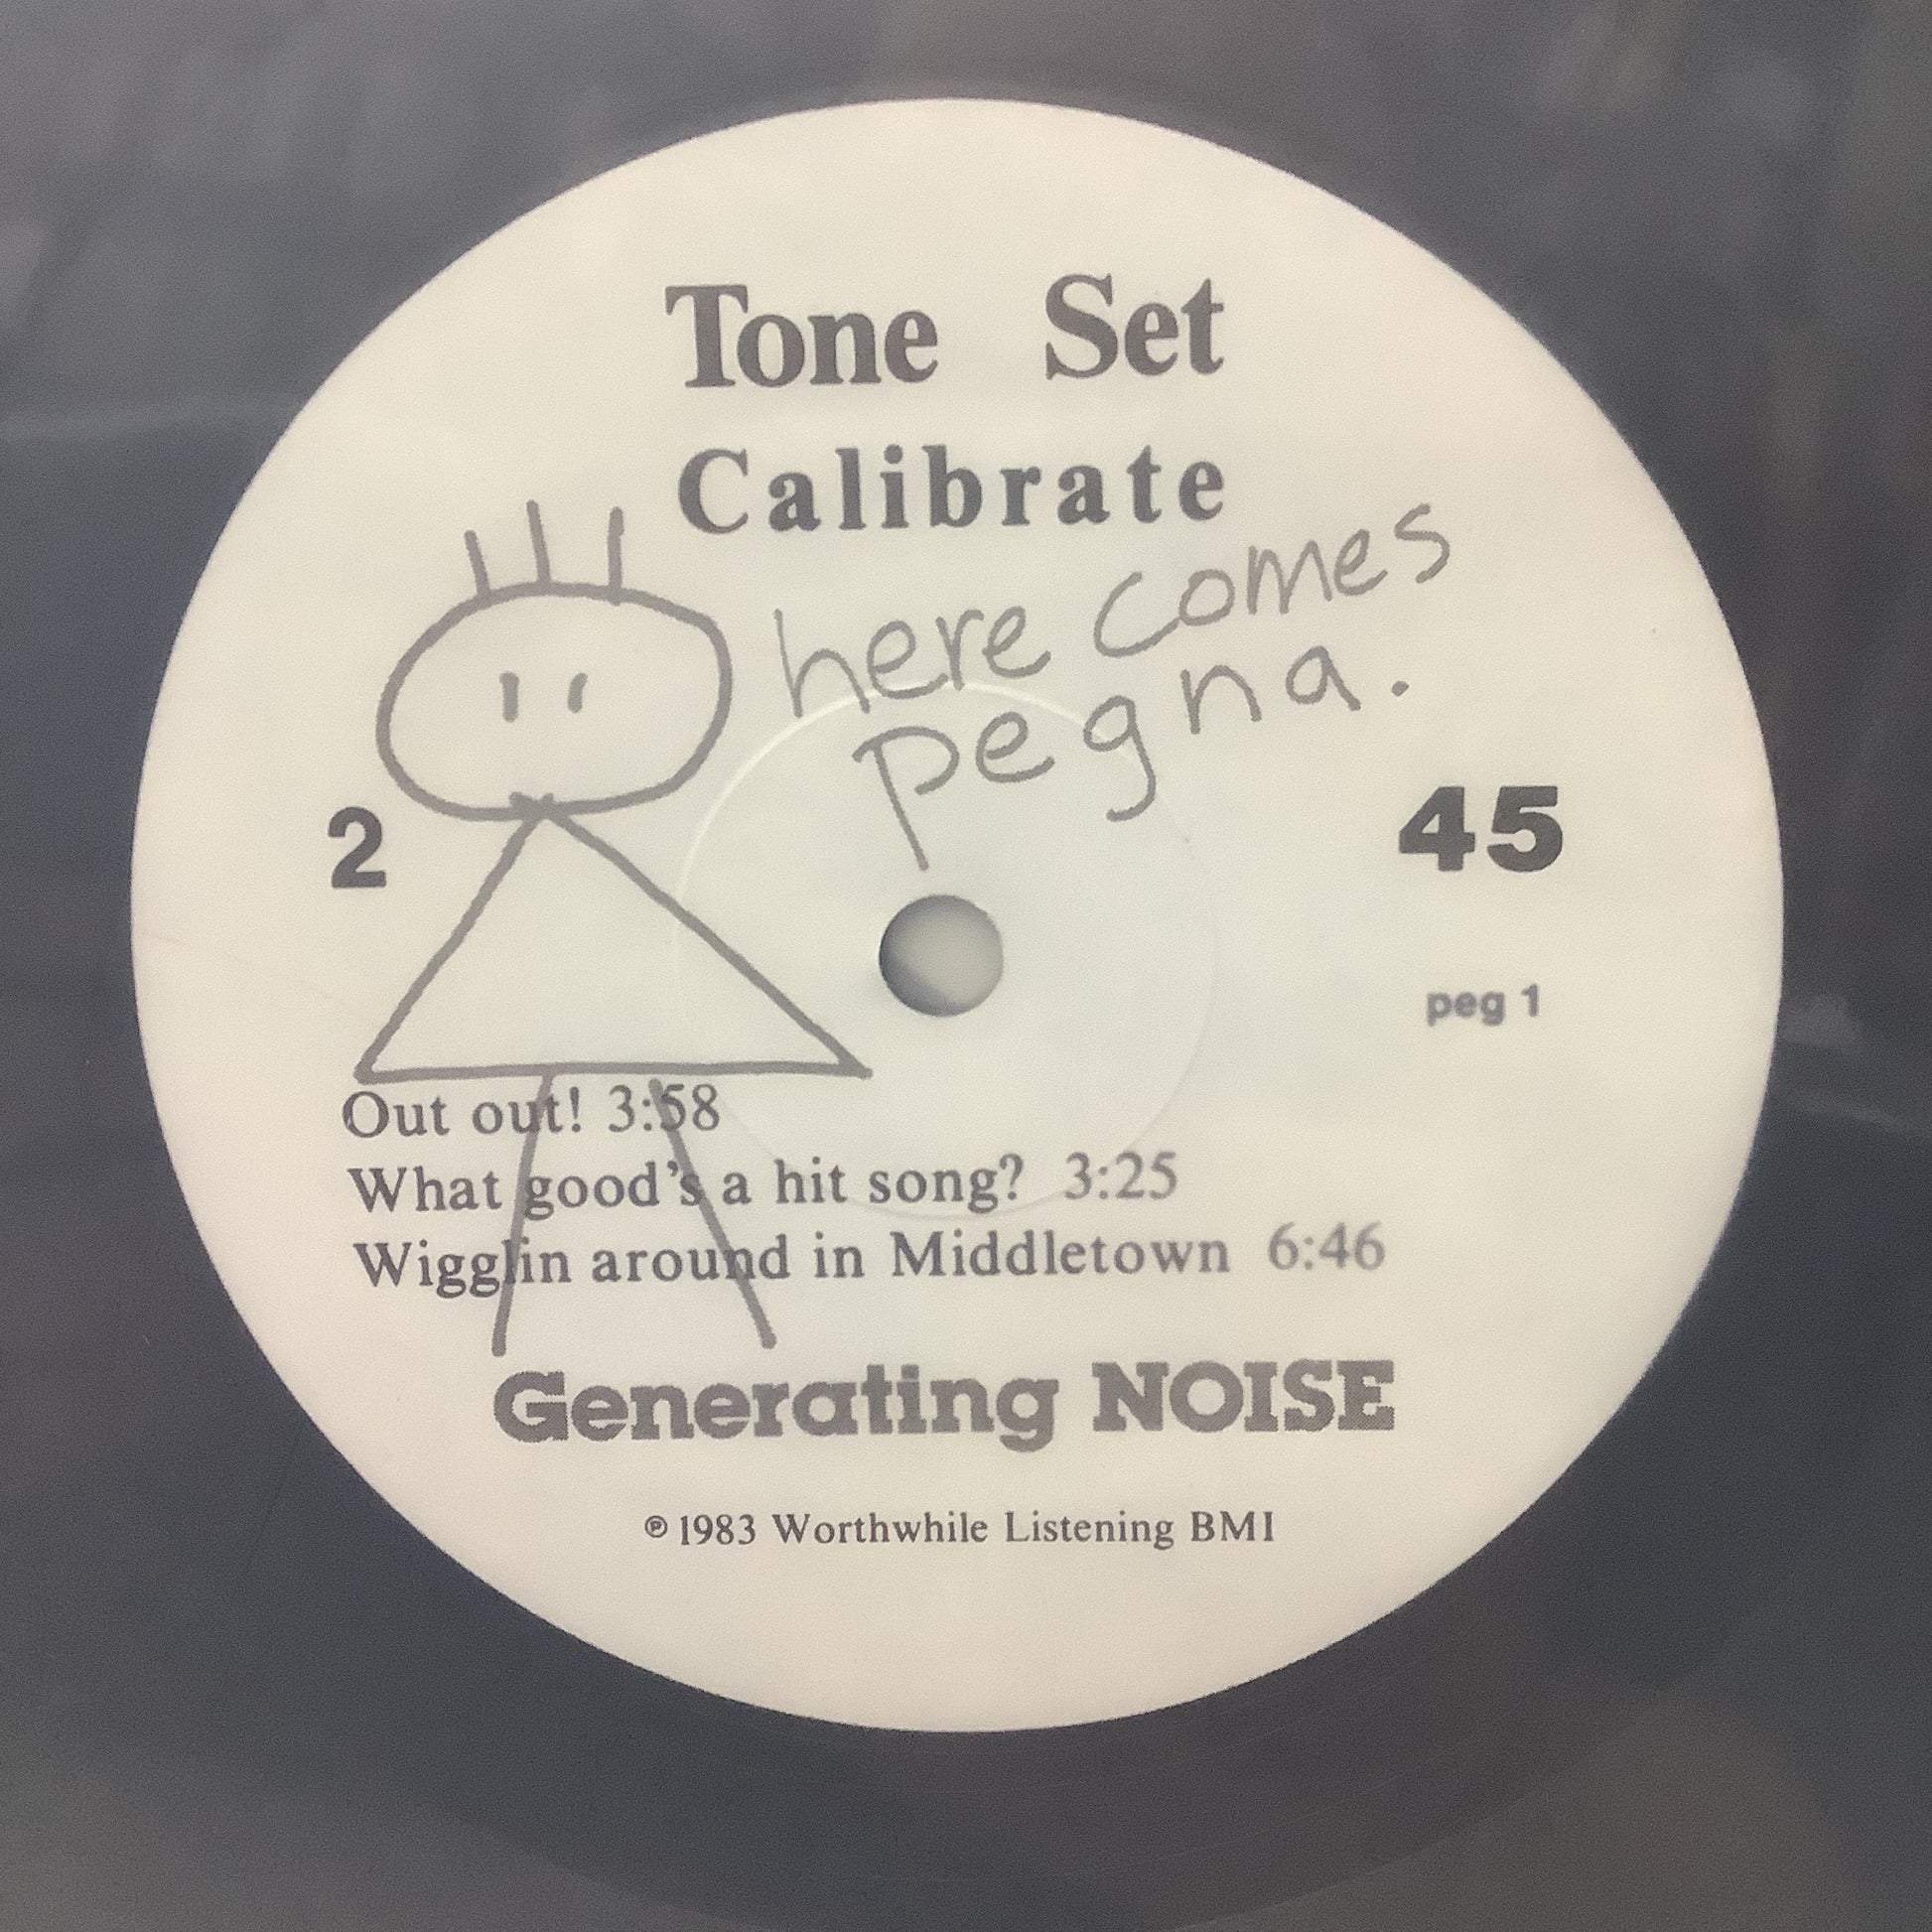 Tone Set
Calibrate
here comes
pegna.
2
45
peg 1
Out out! 3:58
What good's a hit song? 3:25
Wigglin around in Middletown 6:46
Generating NOISE
℗1983 Worthwhile Listening BMI